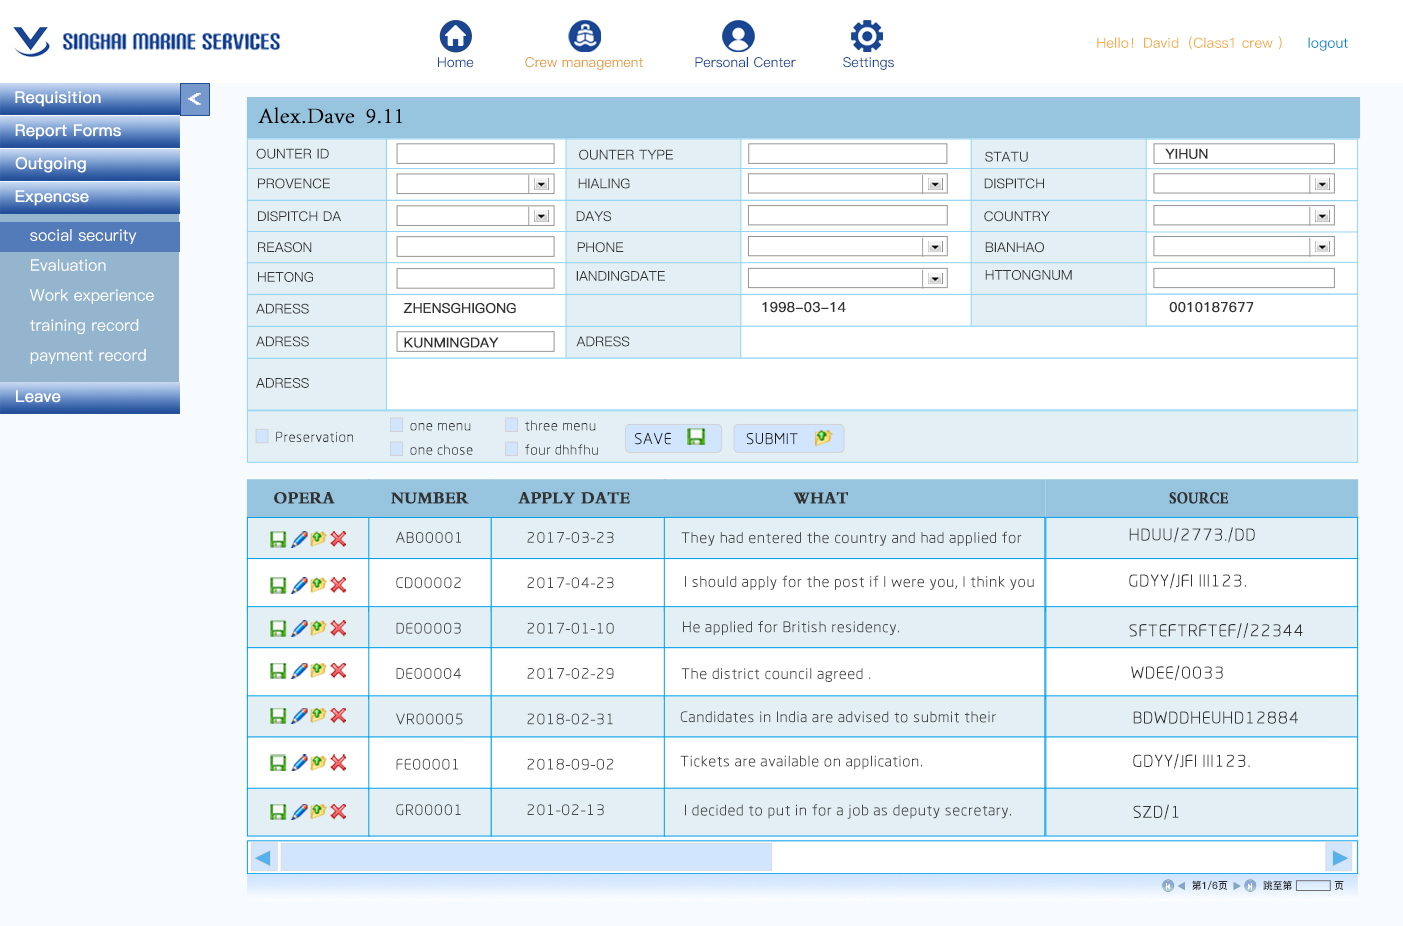 SINGHAI MARINE SERVICES
Home
Crew management
Personal Center
Settings
Hello! David (Class1 crew )
logout
Requisition
Report Forms
Outgoing
Expencse
social security
Evaluation
Work experience
training record
payment record
Leave
Alex.Dave 9.11
OUNTER ID
OUNTER TYPE
STATU
YIHUN
PROVENCE
HIALING
DISPITCH
DISPITCH DA
DAYS
COUNTRY
REASON
PHONE
BIANHAO
HETONG
IANDINGDATE
HTTONGNUM
ADRESS
ZHENSGHIGONG
1998-03-14
0010187677
ADRESS
KUNMINGDAY
ADRESS
ADRESS
Preservation
one menu
three menu
one chose
four dhhfhu
SAVE
SUBMIT
OPERA NUMBER APPLY DATE WHAT SOURCE
AB00001 2017-03-23 They had entered the country and had applied for HDUU/2773./DD
CD00002 2017-04-23 I should apply for the post if I were you, I think you GDYY/JFI III123.
DE00003 2017-01-10 He applied for British residency. SFTEFTRFTEF//22344
DE00004 2017-02-29 The district council agreed . WDEE/0033
VR00005 2018-02-31 Candidates in India are advised to submit their BDWDDHEUHD12884
FE00001 2018-09-02 Tickets are available on application. GDYY/JFI III123.
GR00001 201-02-13 I decided to put in for a job as deputy secretary. SZD/1
第1/6页 跳至第 页